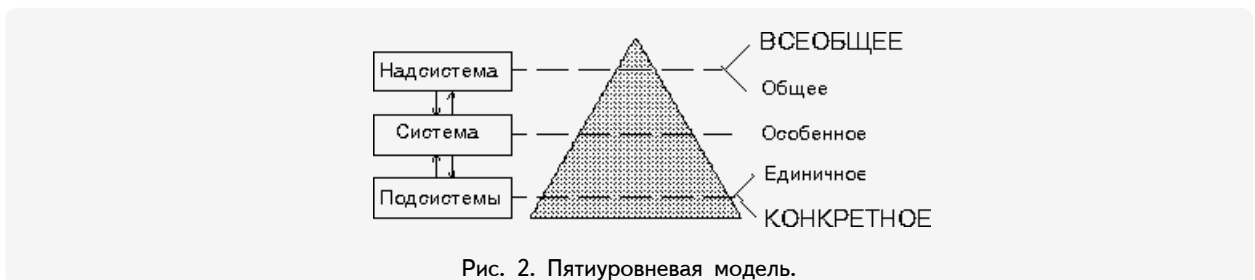 ВСЕОБЩЕЕ
Надсистема
Общее
Система
Особенное
Единичное
Подсистемы
КОНКРЕТНОЕ
Рис. 2. Пятиуровневая модель.